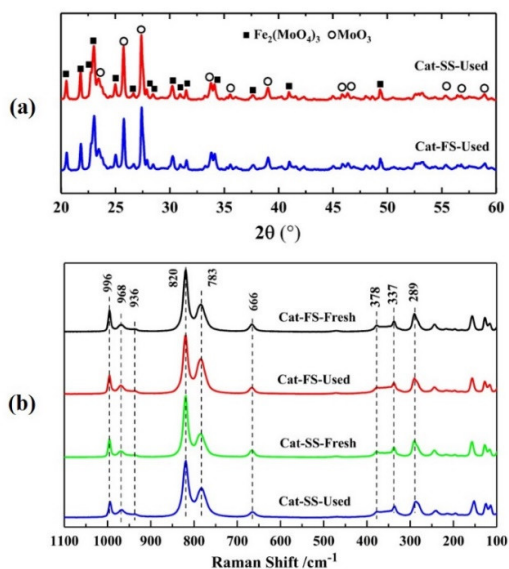 ■ Fe₂(MoO₄)₃ ○ MoO₃
Cat-SS-Used
(a)
Cat-FS-Used
20 25 30 35 40 45 50 55 60
2θ (°)
996 968 936 820 783 666 378 337 289
Cat-FS-Fresh
Cat-FS-Used
(b)
Cat-SS-Fresh
Cat-SS-Used
1100 1000 900 800 700 600 500 400 300 200 100
Raman Shift /cm⁻¹